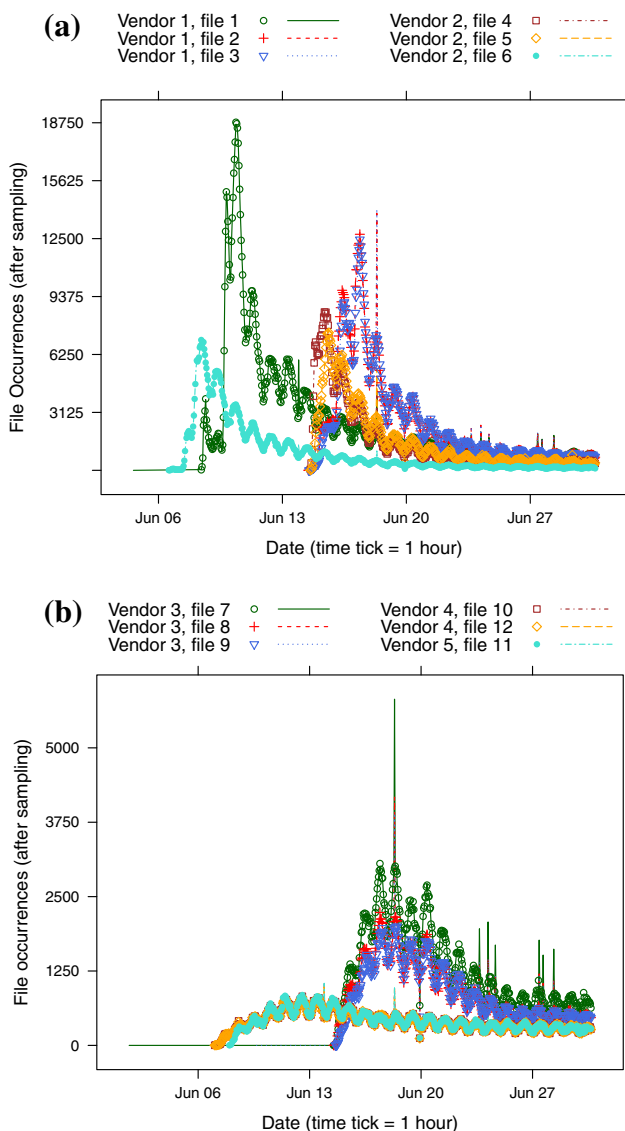 (a)
Vendor 1, file 1
Vendor 1, file 2
Vendor 1, file 3
Vendor 2, file 4
Vendor 2, file 5
Vendor 2, file 6
File Occurrences (after sampling)
18750
15625
12500
9375
6250
3125
Jun 06
Jun 13
Jun 20
Jun 27
Date (time tick = 1 hour)
(b)
Vendor 3, file 7
Vendor 3, file 8
Vendor 3, file 9
Vendor 4, file 10
Vendor 4, file 12
Vendor 5, file 11
File occurrences (after sampling)
5000
3750
2500
1250
0
Jun 06
Jun 13
Jun 20
Jun 27
Date (time tick = 1 hour)